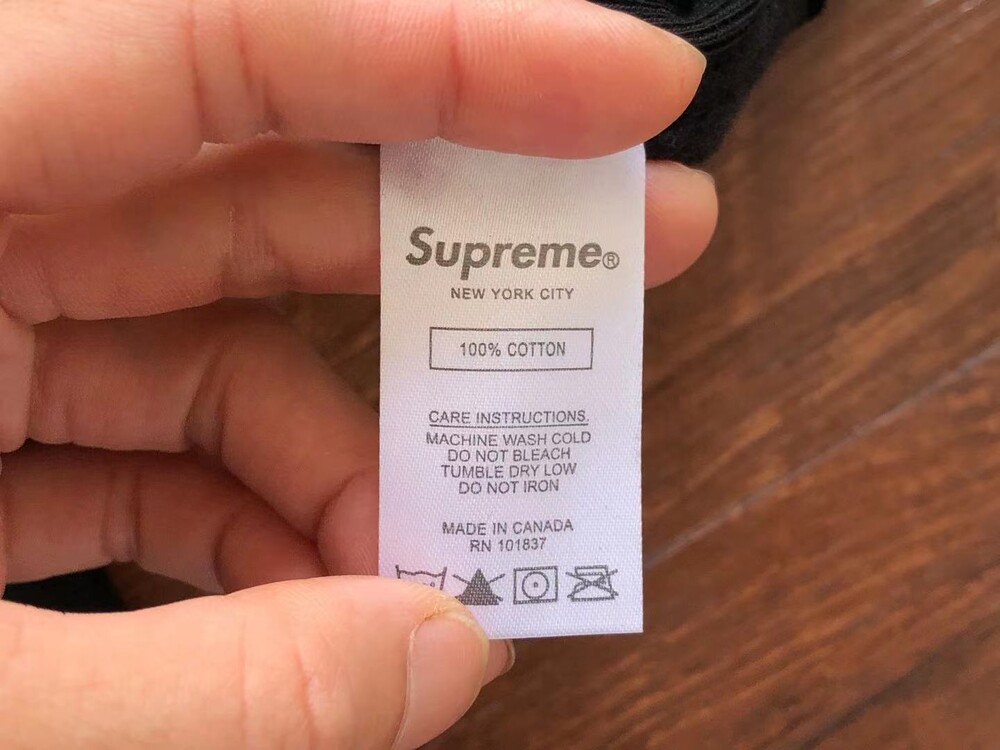 Supreme®
NEW YORK CITY
100% COTTON
CARE INSTRUCTIONS.
MACHINE WASH COLD
DO NOT BLEACH
TUMBLE DRY LOW
DO NOT IRON
MADE IN CANADA
RN 101837